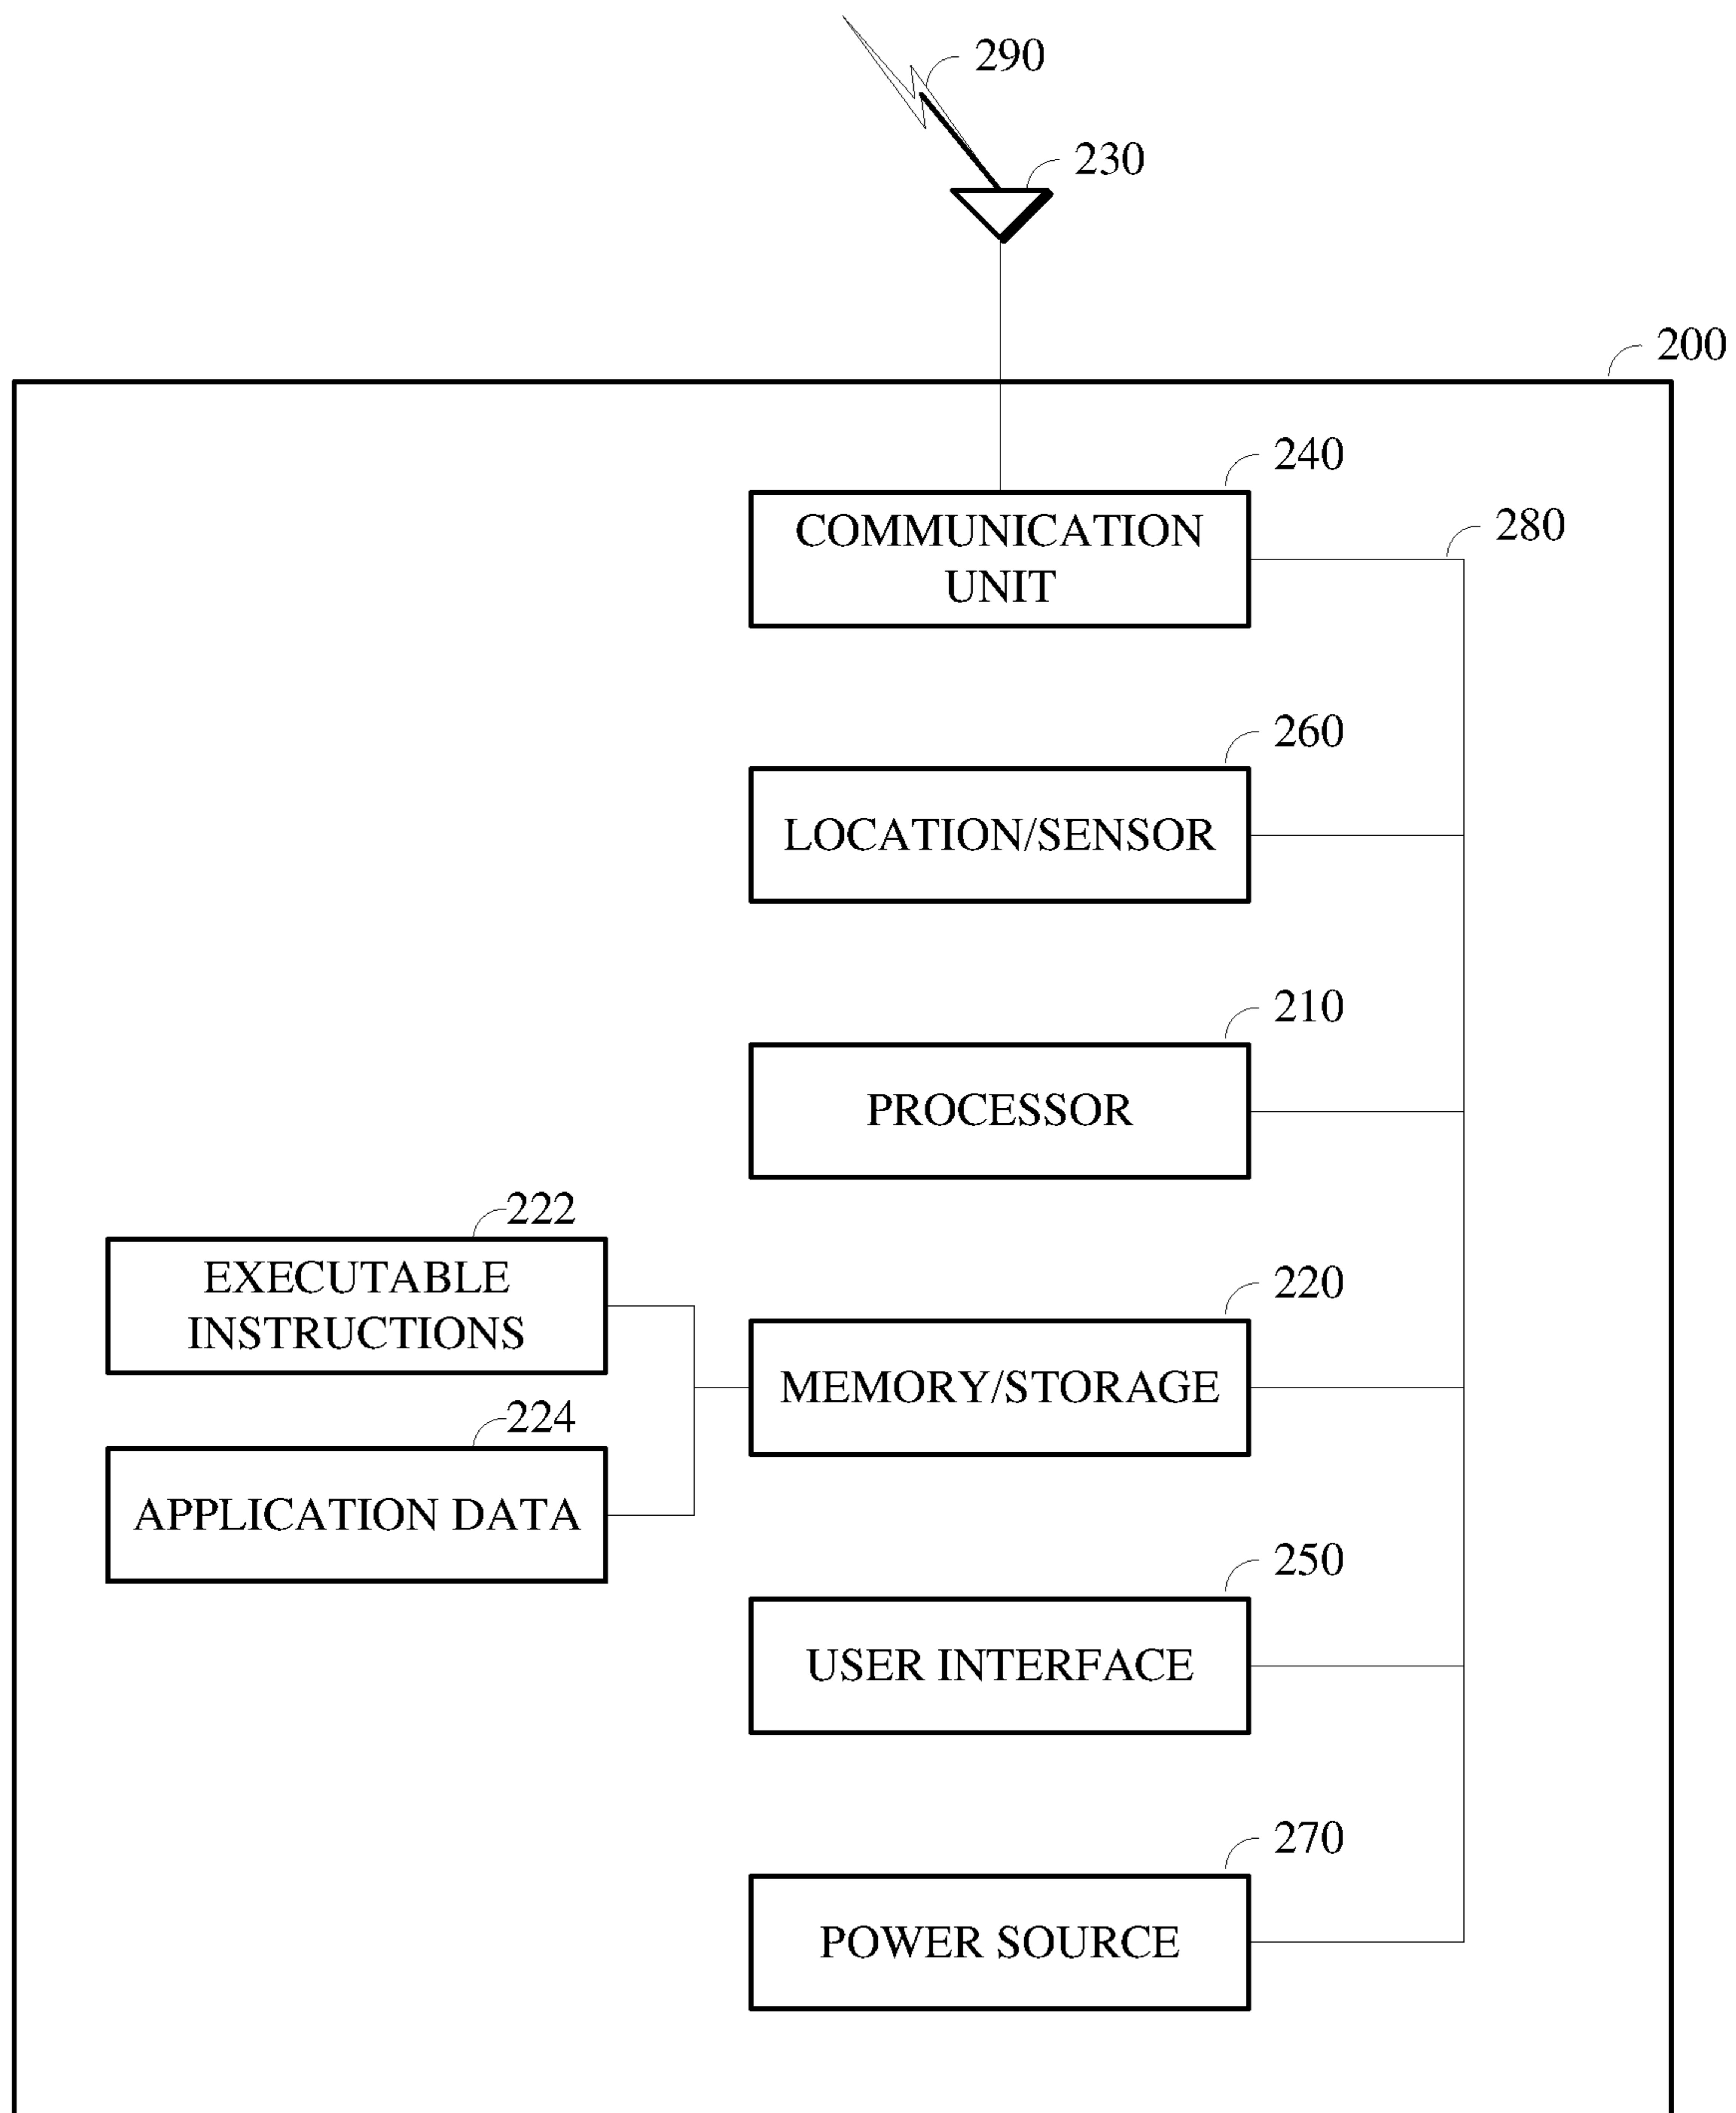 290
230
200
240
COMMUNICATION
UNIT
280
260
LOCATION/SENSOR
210
PROCESSOR
222
EXECUTABLE
INSTRUCTIONS
220
MEMORY/STORAGE
224
APPLICATION DATA
250
USER INTERFACE
270
POWER SOURCE